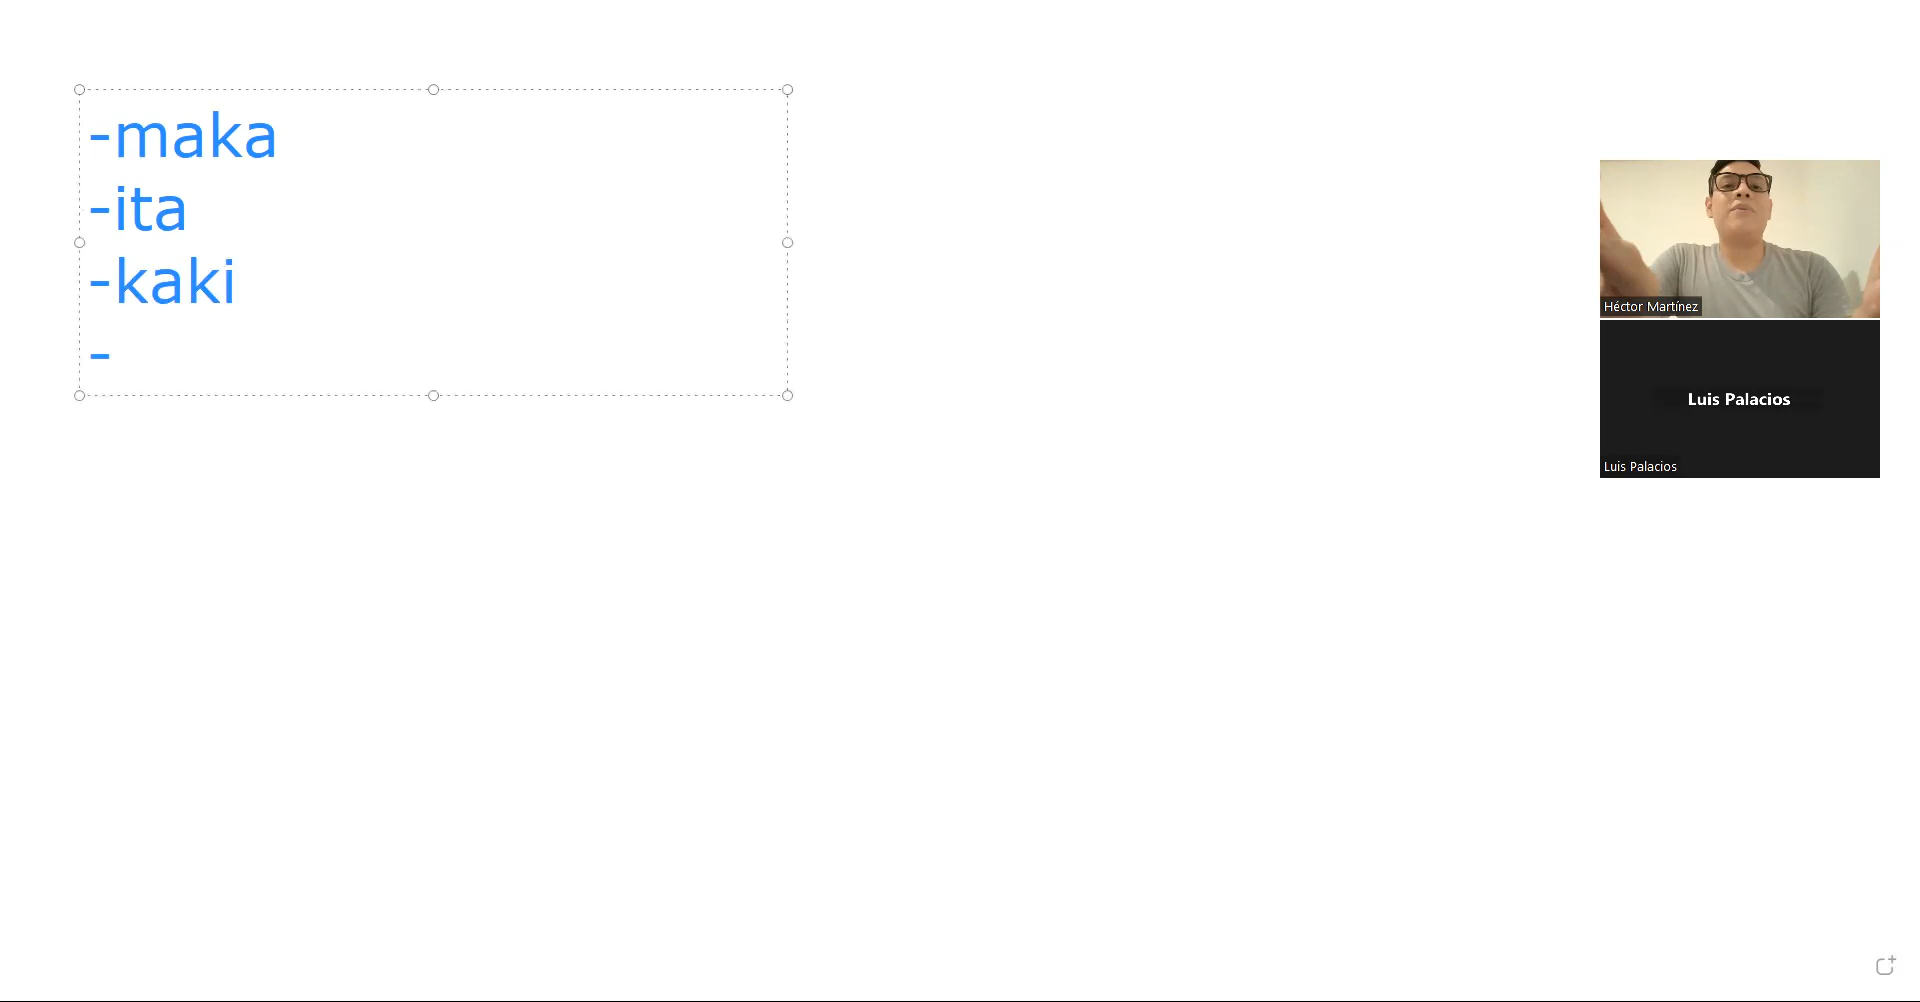 -maka
-ita
-kaki
-
Héctor Martínez
Luis Palacios
Luis Palacios